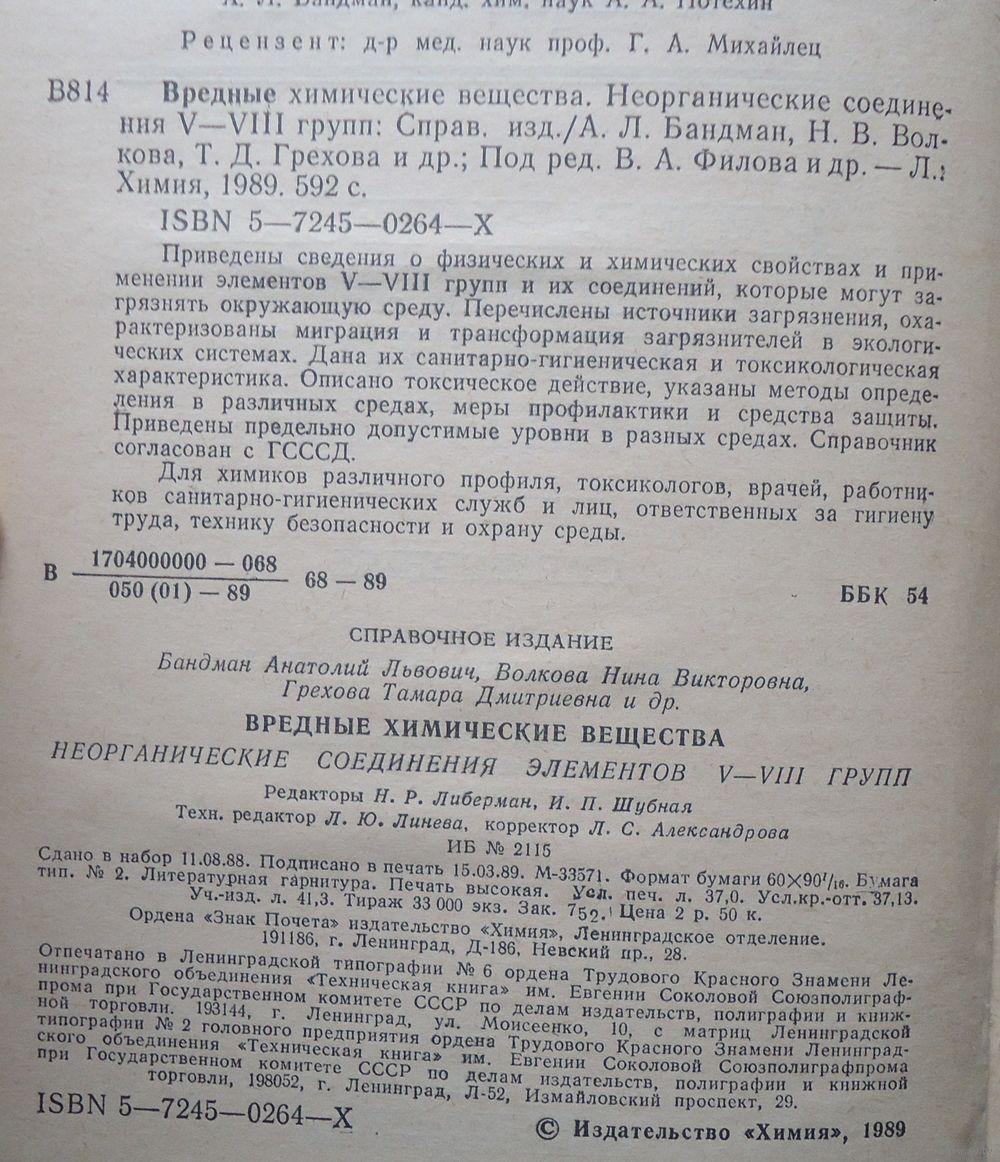 А. Л. Бандман, канд. хим. наук А. А. Потехин
Рецензент: д-р мед. наук проф. Г. А. Михайлец
В814 Вредные химические вещества. Неорганические соедине-
ния V—VIII групп: Справ. изд./А. Л. Бандман, Н. В. Вол-
кова, Т. Д. Грехова и др.; Под ред. В. А. Филова и др. — Л.:
Химия, 1989. 592 с.
ISBN 5—7245—0264—X
Приведены сведения о физических и химических свойствах и при-
менении элементов V—VIII групп и их соединений, которые могут за-
грязнять окружающую среду. Перечислены источники загрязнения, оха-
рактеризованы миграция и трансформация загрязнителей в экологи-
ческих системах. Дана их санитарно-гигиеническая и токсикологическая
характеристика. Описано токсическое действие, указаны методы опреде-
ления в различных средах, меры профилактики и средства защиты.
Приведены предельно допустимые уровни в разных средах. Справочник
согласован с ГСССД.
Для химиков различного профиля, токсикологов, врачей, работни-
ков санитарно-гигиенических служб и лиц, ответственных за гигиену
труда, технику безопасности и охрану среды.
В 1704000000 — 068 68 — 89
050 (01) — 89
ББК 54
СПРАВОЧНОЕ ИЗДАНИЕ
Бандман Анатолий Львович, Волкова Нина Викторовна,
Грехова Тамара Дмитриевна и др.
ВРЕДНЫЕ ХИМИЧЕСКИЕ ВЕЩЕСТВА
НЕОРГАНИЧЕСКИЕ СОЕДИНЕНИЯ ЭЛЕМЕНТОВ V—VIII ГРУПП
Редакторы Н. Р. Либерман, И. П. Шубная
Техн. редактор Л. Ю. Линева, корректор Л. С. Александрова
ИБ № 2115
Сдано в набор 11.08.88. Подписано в печать 15.03.89. М-33571. Формат бумаги 60×90¹/₁₆. Бумага
тип. № 2. Литературная гарнитура. Печать высокая. Усл. печ. л. 37,0. Усл.кр.-отт. 37,13.
Уч.-изд. л. 41,3. Тираж 33 000 экз. Зак. 752. Цена 2 р. 50 к.
Ордена «Знак Почета» издательство «Химия», Ленинградское отделение.
191186, г. Ленинград, Д-186, Невский пр., 28.
Отпечатано в Ленинградской типографии № 6 ордена Трудового Красного Знамени Ле-
нинградского объединения «Техническая книга» им. Евгении Соколовой Союзполиграф-
прома при Государственном комитете СССР по делам издательств, полиграфии и книж-
ной торговли. 193144, г. Ленинград, ул. Моисеенко, 10, с матриц Ленинградской
типографии № 2 головного предприятия ордена Трудового Красного Знамени Ленинград-
ского объединения «Техническая книга» им. Евгении Соколовой Союзполиграфпрома
при Государственном комитете СССР по делам издательств, полиграфии и книжной
торговли, 198052, г. Ленинград, Л-52, Измайловский проспект, 29.
ISBN 5—7245—0264—X
© Издательство «Химия», 1989